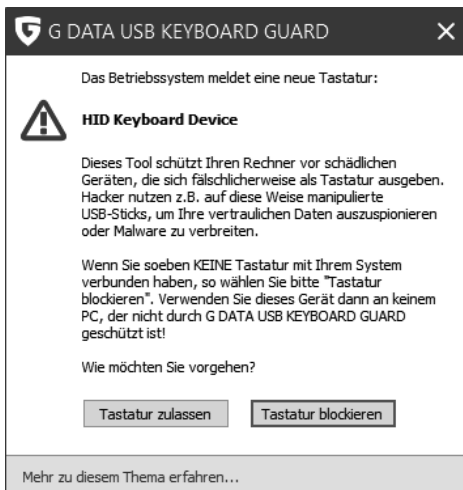 G DATA USB KEYBOARD GUARD
Das Betriebssystem meldet eine neue Tastatur:
HID Keyboard Device
Dieses Tool schützt Ihren Rechner vor schädlichen
Geräten, die sich fälschlicherweise als Tastatur ausgeben.
Hacker nutzen z.B. auf diese Weise manipulierte
USB-Sticks, um Ihre vertraulichen Daten auszuspionieren
oder Malware zu verbreiten.
Wenn Sie soeben KEINE Tastatur mit Ihrem System
verbunden haben, so wählen Sie bitte "Tastatur
blockieren". Verwenden Sie dieses Gerät dann an keinem
PC, der nicht durch G DATA USB KEYBOARD GUARD
geschützt ist!
Wie möchten Sie vorgehen?
Tastatur zulassen Tastatur blockieren
Mehr zu diesem Thema erfahren...